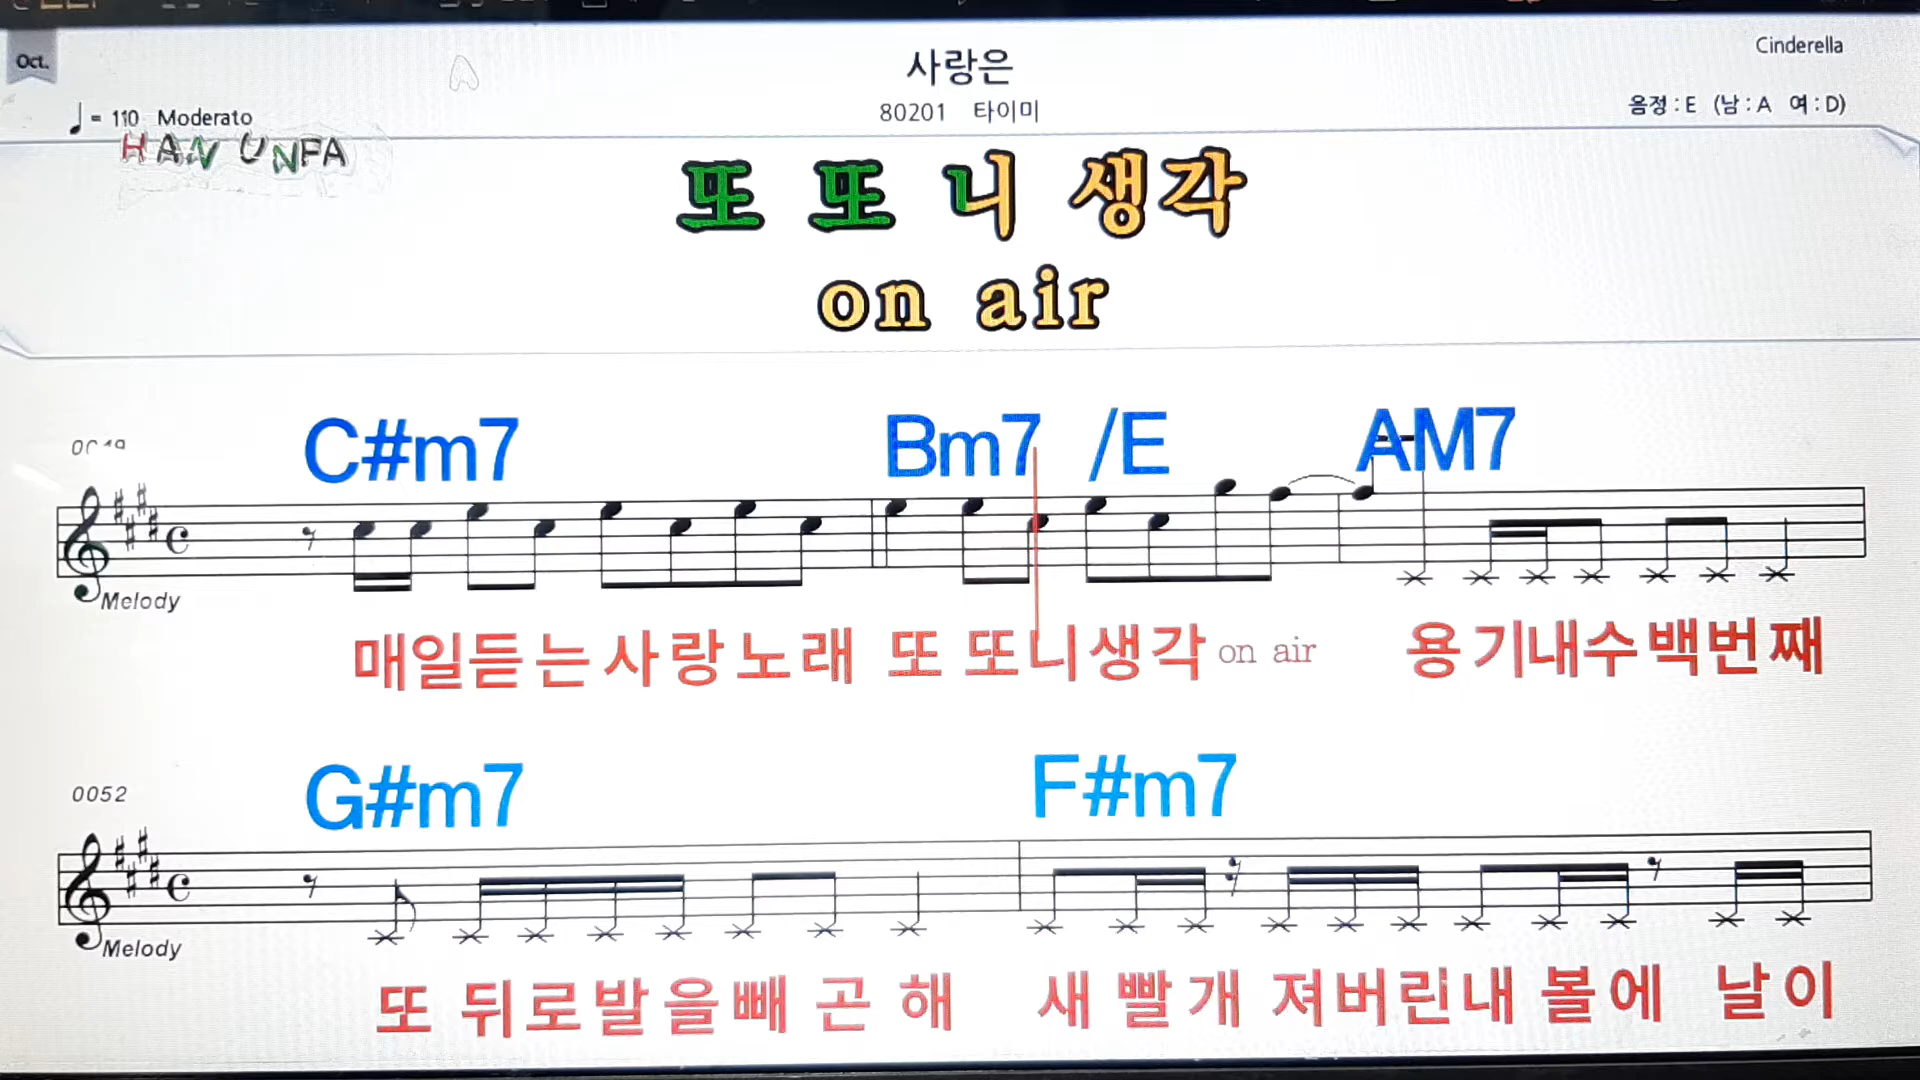 Oct.
사랑은
Cinderella
80201 타이미
음정 : E (남 : A 여 : D)
= 110 Moderato
HAN UNFA
또 또 니 생각
on air
C#m7 Bm7 /E AM7
Melody
매일듣는사랑노래 또 또니생각 on air 용기내수백번째
G#m7 F#m7
0052
Melody
또 뒤로발을빼 곤 해 새 빨개 져버린내 볼에 날이